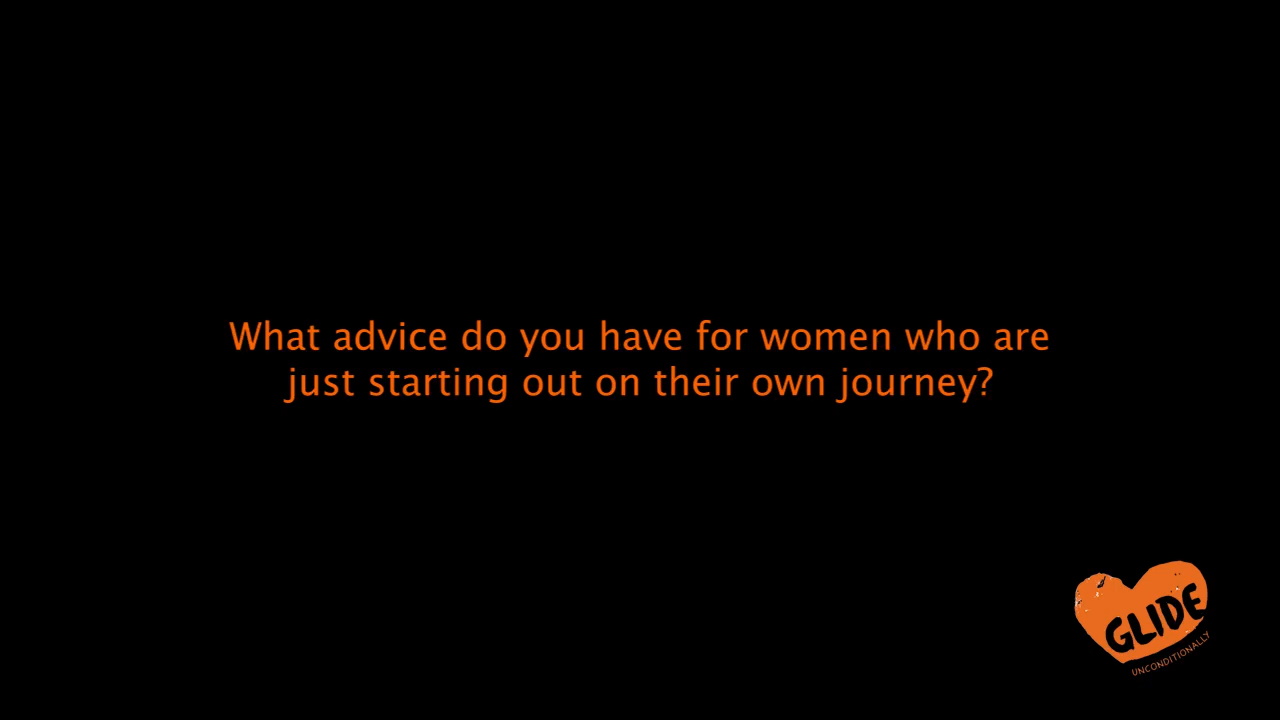 What advice do you have for women who are
just starting out on their own journey?
GLIDE
UNCONDITIONALLY